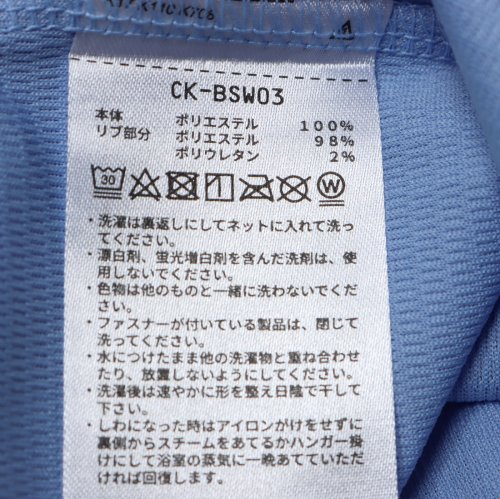 CK-BSW03
本体 ポリエステル 100%
リブ部分 ポリエステル 98%
ポリウレタン 2%
30 W
・洗濯は裏返しにしてネットに入れて洗っ
てください。
・漂白剤、蛍光増白剤を含んだ洗剤は、使
用しないでください。
・色物は他のものと一緒に洗わないでくだ
さい。
・ファスナーが付いている製品は、閉じて
洗ってください。
・水につけたまま他の洗濯物と重ね合わせ
たり、放置しないようにしてください。
・洗濯後は速やかに形を整え日陰で干して
下さい。
・しわになった時はアイロンがけをせずに
裏側からスチームをあてるかハンガー掛
けにして浴室の蒸気に一晩あてていただ
ければ回復します。